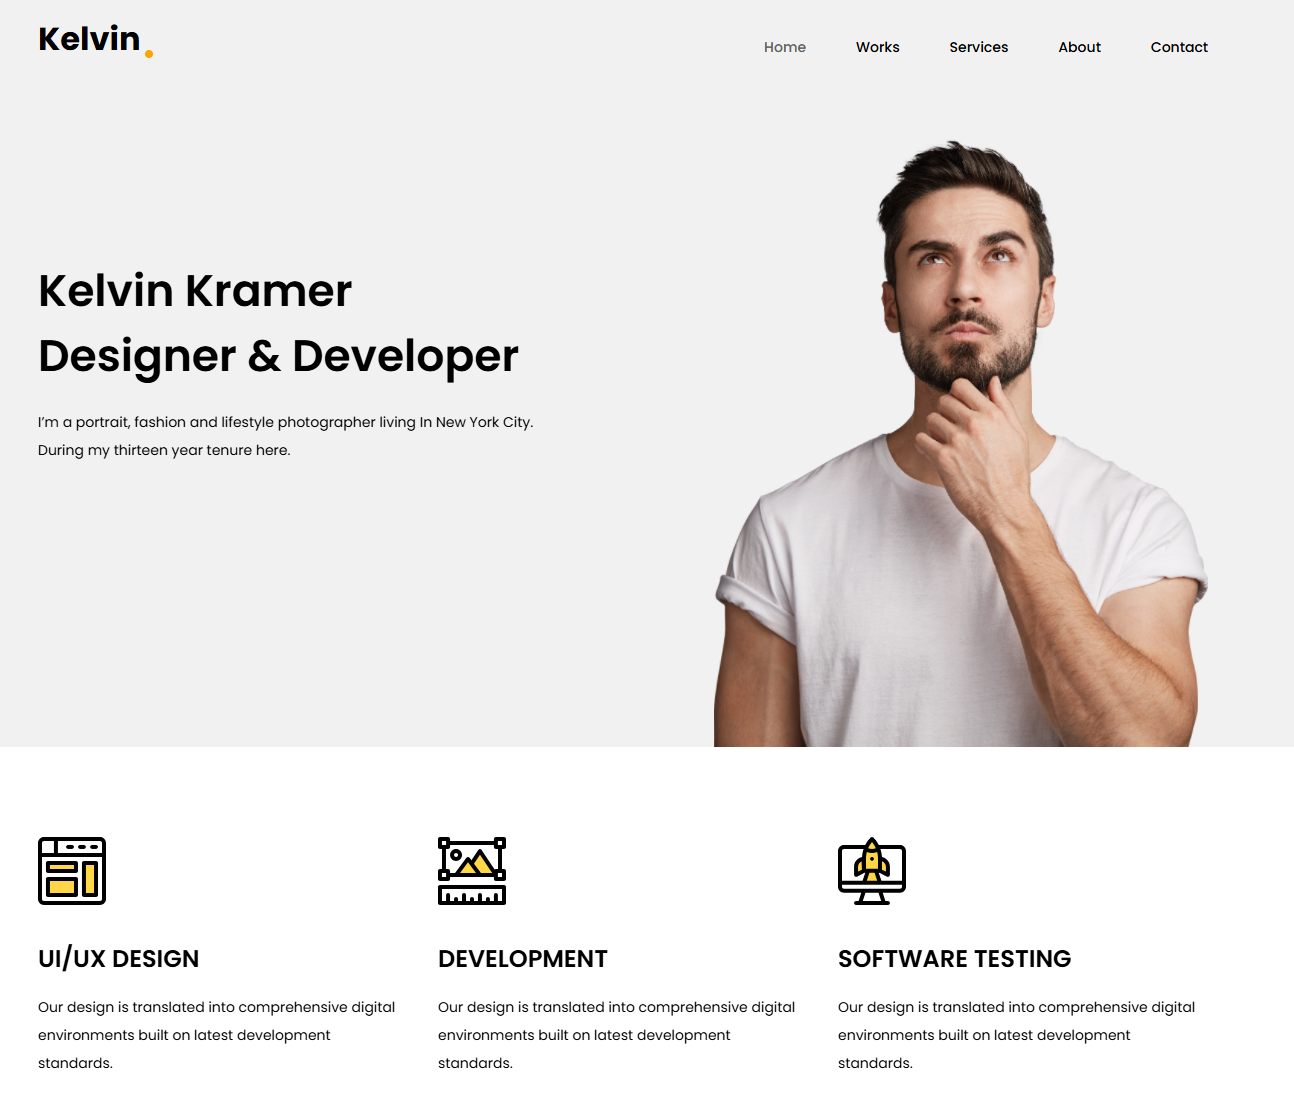 Kelvin.
Home Works Services About Contact
Kelvin Kramer
Designer & Developer
I’m a portrait, fashion and lifestyle photographer living In New York City.
During my thirteen year tenure here.
UI/UX DESIGN
Our design is translated into comprehensive digital
environments built on latest development
standards.
DEVELOPMENT
Our design is translated into comprehensive digital
environments built on latest development
standards.
SOFTWARE TESTING
Our design is translated into comprehensive digital
environments built on latest development
standards.